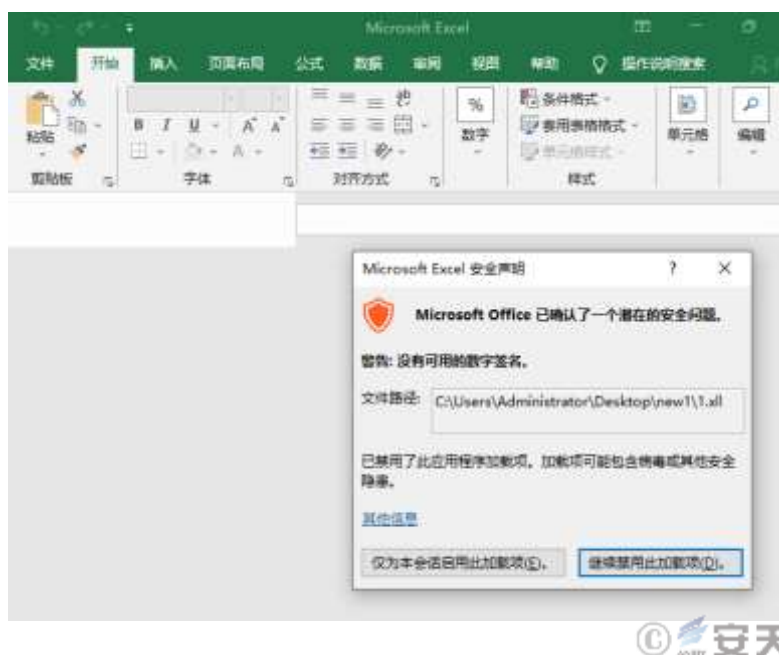 Microsoft Excel
文件 开始 插入 页面布局 公式 数据 审阅 视图 帮助 操作说明搜索
粘贴
B I U A A
A
%
数字
条件格式
套用表格格式
单元格样式
单元格
编辑
剪贴板 字体 对齐方式 样式
Microsoft Excel 安全声明 ? ×
Microsoft Office 已确认了一个潜在的安全问题。
警告: 没有可用的数字签名。
文件路径: C:\Users\Administrator\Desktop\new1\1.xll
已禁用了此应用程序加载项。加载项可能包含病毒或其他安全
隐患。
其他信息
仅为本会话启用此加载项(E)。 继续禁用此加载项(D)。
© 安天